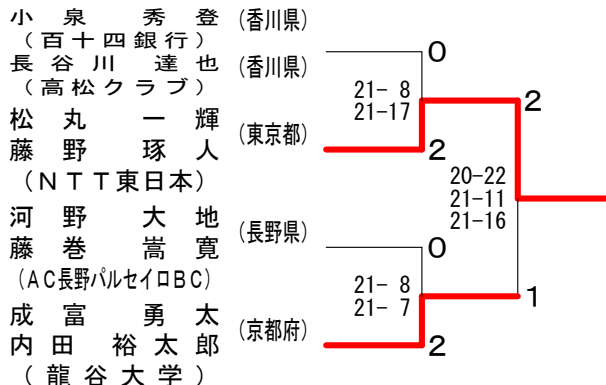 小泉 秀登 (香川県)
(百十四銀行)
長谷川 達也 (香川県)
(高松クラブ)
松丸 一輝
藤野 琢人
(東京都)
(NTT東日本)
河野 大地
藤巻 嵩寛
(長野県)
(AC長野パルセイロBC)
成富 勇太
内田 裕太郎
(京都府)
(龍谷大学)
0
21- 8
21-17
2
2
20-22
21-11
21-16
0
21- 8
21- 7
2
1